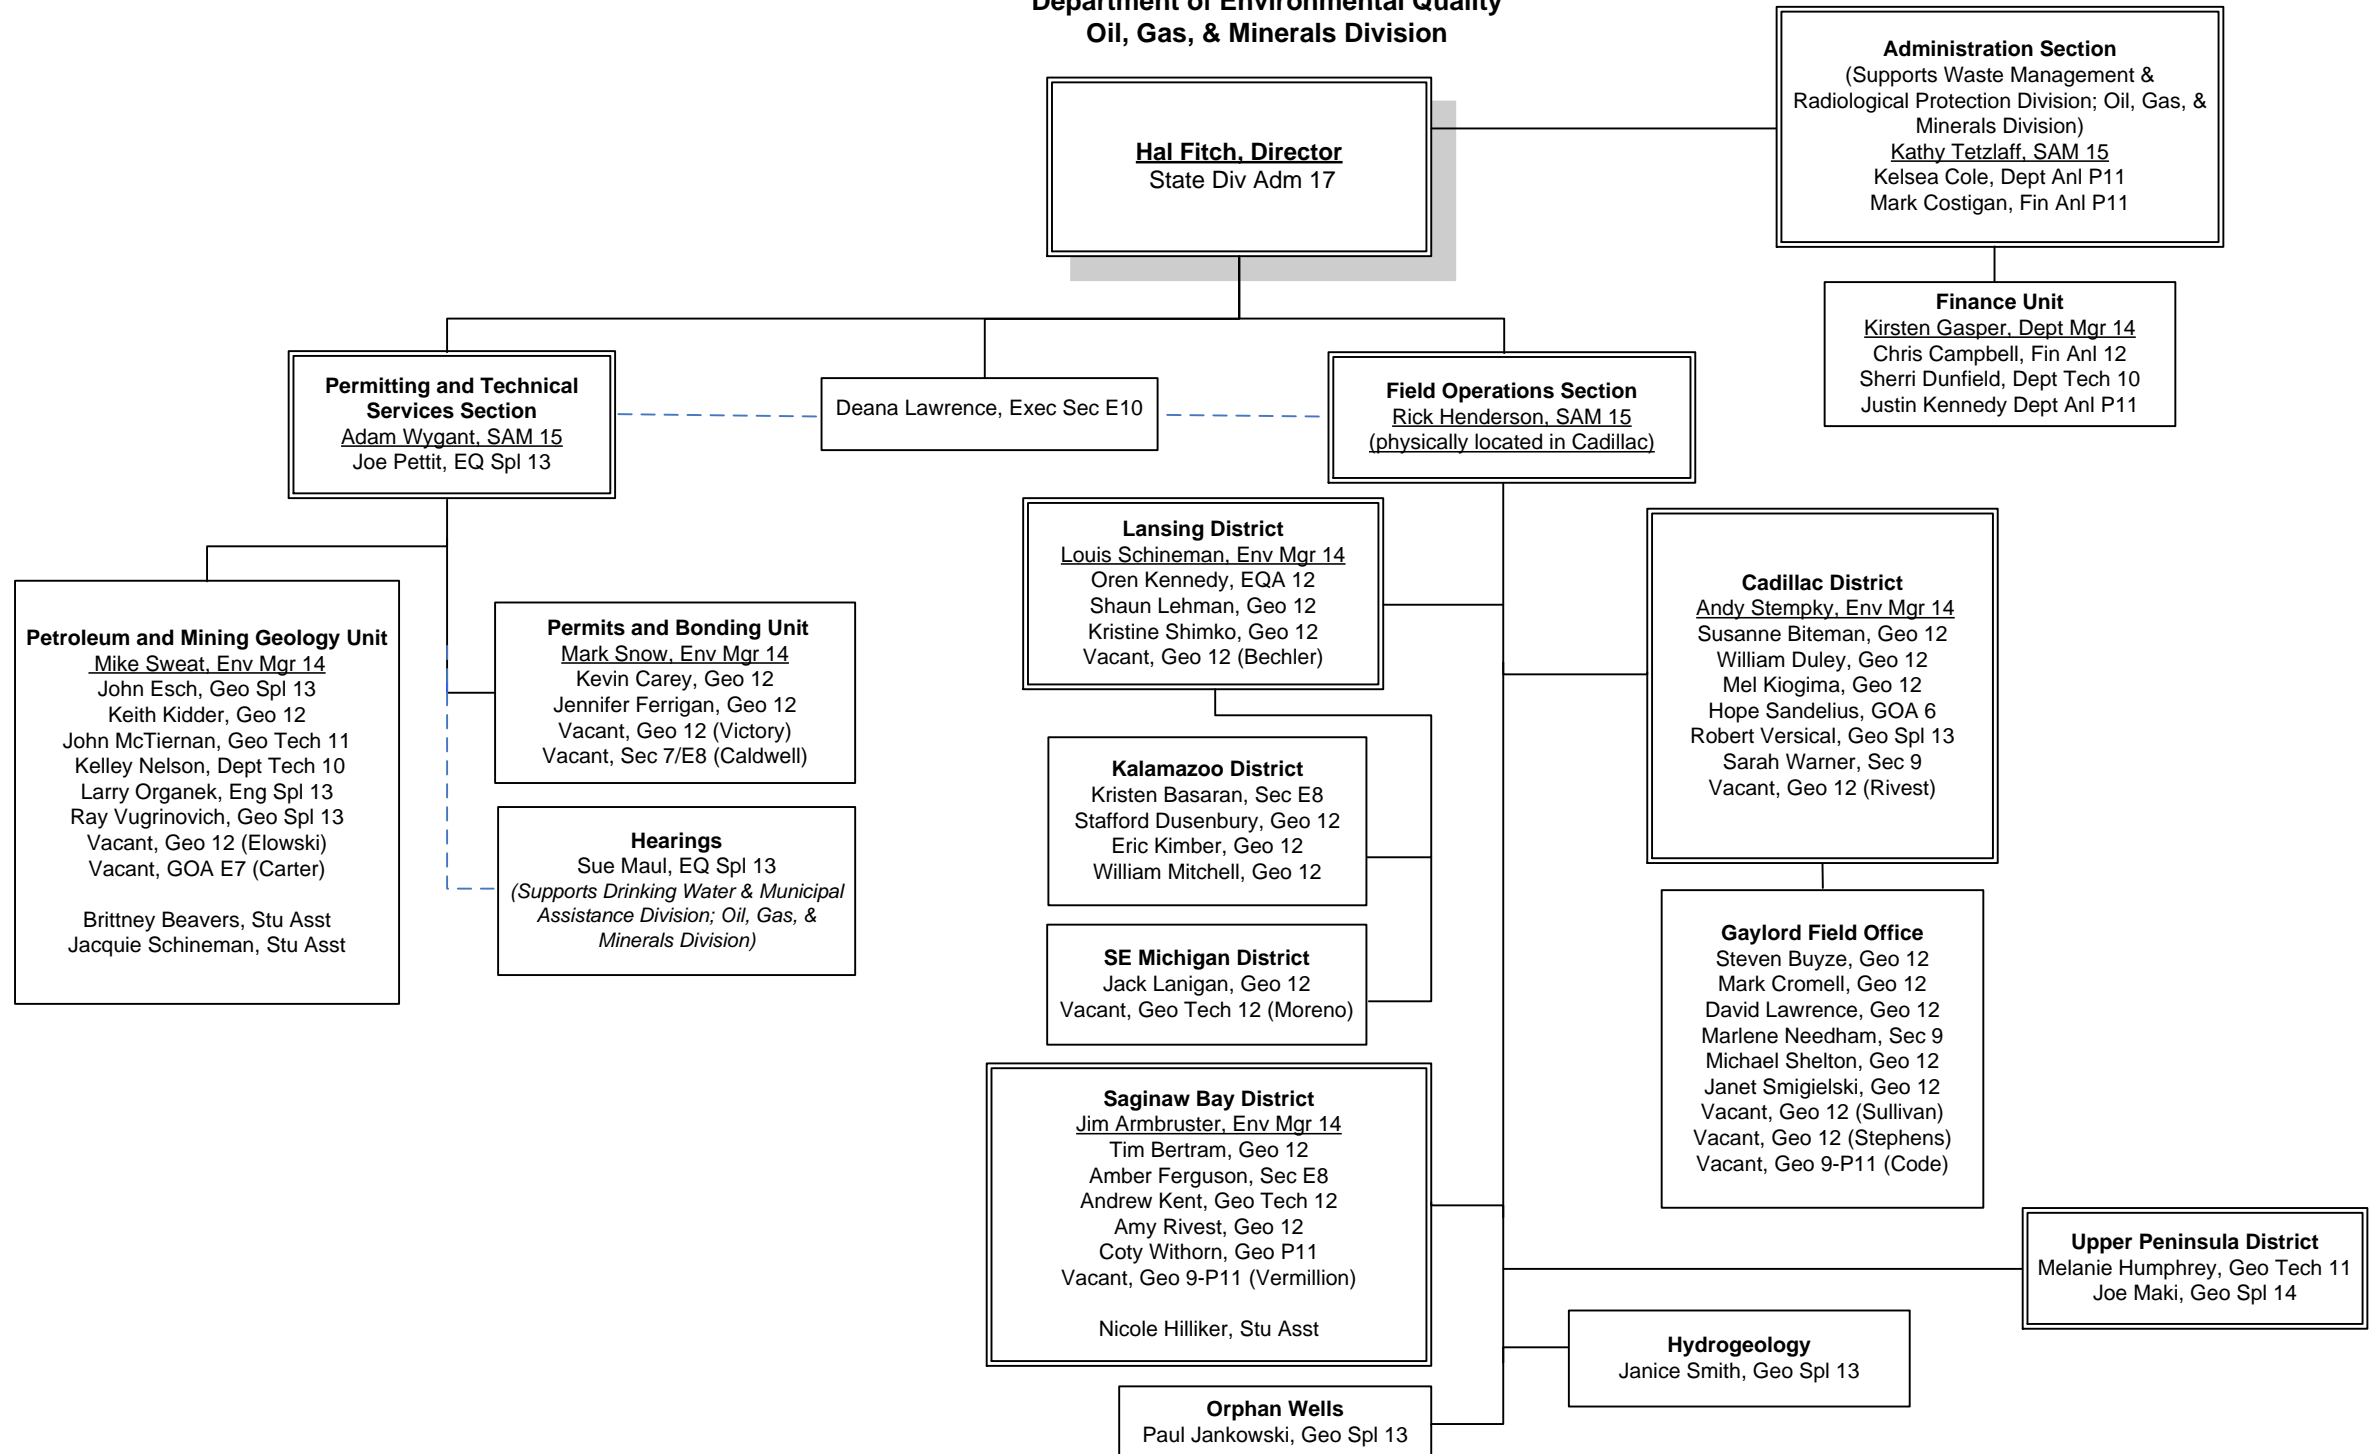 Department of Environmental Quality
Oil, Gas, & Minerals Division
Hal Fitch, Director
State Div Adm 17
Administration Section
(Supports Waste Management &
Radiological Protection Division; Oil, Gas, &
Minerals Division)
Kathy Tetzlaff, SAM 15
Kelsea Cole, Dept Anl P11
Mark Costigan, Fin Anl P11
Finance Unit
Kirsten Gasper, Dept Mgr 14
Chris Campbell, Fin Anl 12
Sherri Dunfield, Dept Tech 10
Justin Kennedy Dept Anl P11
Permitting and Technical
Services Section
Adam Wygant, SAM 15
Joe Pettit, EQ Spl 13
Deana Lawrence, Exec Sec E10
Field Operations Section
Rick Henderson, SAM 15
(physically located in Cadillac)
Petroleum and Mining Geology Unit
Mike Sweat, Env Mgr 14
John Esch, Geo Spl 13
Keith Kidder, Geo 12
John McTiernan, Geo Tech 11
Kelley Nelson, Dept Tech 10
Larry Organek, Eng Spl 13
Ray Vugrinovich, Geo Spl 13
Vacant, Geo 12 (Elowski)
Vacant, GOA E7 (Carter)
Brittney Beavers, Stu Asst
Jacquie Schineman, Stu Asst
Permits and Bonding Unit
Mark Snow, Env Mgr 14
Kevin Carey, Geo 12
Jennifer Ferrigan, Geo 12
Vacant, Geo 12 (Victory)
Vacant, Sec 7/E8 (Caldwell)
Hearings
Sue Maul, EQ Spl 13
(Supports Drinking Water & Municipal
Assistance Division; Oil, Gas, &
Minerals Division)
Lansing District
Louis Schineman, Env Mgr 14
Oren Kennedy, EQA 12
Shaun Lehman, Geo 12
Kristine Shimko, Geo 12
Vacant, Geo 12 (Bechler)
Kalamazoo District
Kristen Basaran, Sec E8
Stafford Dusenbury, Geo 12
Eric Kimber, Geo 12
William Mitchell, Geo 12
SE Michigan District
Jack Lanigan, Geo 12
Vacant, Geo Tech 12 (Moreno)
Saginaw Bay District
Jim Armbruster, Env Mgr 14
Tim Bertram, Geo 12
Amber Ferguson, Sec E8
Andrew Kent, Geo Tech 12
Amy Rivest, Geo 12
Coty Withorn, Geo P11
Vacant, Geo 9-P11 (Vermillion)
Nicole Hilliker, Stu Asst
Orphan Wells
Paul Jankowski, Geo Spl 13
Cadillac District
Andy Stempky, Env Mgr 14
Susanne Biteman, Geo 12
William Duley, Geo 12
Mel Kiogima, Geo 12
Hope Sandelius, GOA 6
Robert Versical, Geo Spl 13
Sarah Warner, Sec 9
Vacant, Geo 12 (Rivest)
Gaylord Field Office
Steven Buyze, Geo 12
Mark Cromell, Geo 12
David Lawrence, Geo 12
Marlene Needham, Sec 9
Michael Shelton, Geo 12
Janet Smigielski, Geo 12
Vacant, Geo 12 (Sullivan)
Vacant, Geo 12 (Stephens)
Vacant, Geo 9-P11 (Code)
Upper Peninsula District
Melanie Humphrey, Geo Tech 11
Joe Maki, Geo Spl 14
Hydrogeology
Janice Smith, Geo Spl 13